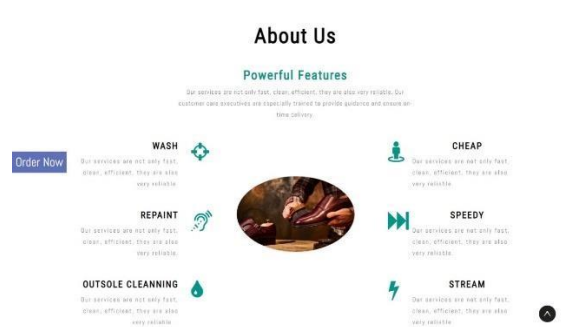 About Us
Powerful Features
Our services are not only fast, clean, efficient, they are also very reliable. Our
customer care executives are especially trained to provide guidance and ensure on-
time delivery.
Order Now
WASH
Our services are not only fast,
clean, efficient, they are also
very reliable.
REPAINT
Our services are not only fast,
clean, efficient, they are also
very reliable.
OUTSOLE CLEANNING
Our services are not only fast,
clean, efficient, they are also
very reliable
CHEAP
Our services are not only fast,
clean, efficient, they are also
very reliable.
SPEEDY
Our services are not only fast,
clean, efficient, they are also
very reliable.
STREAM
Our services are not only fast,
clean, efficient, they are also
very reliable.